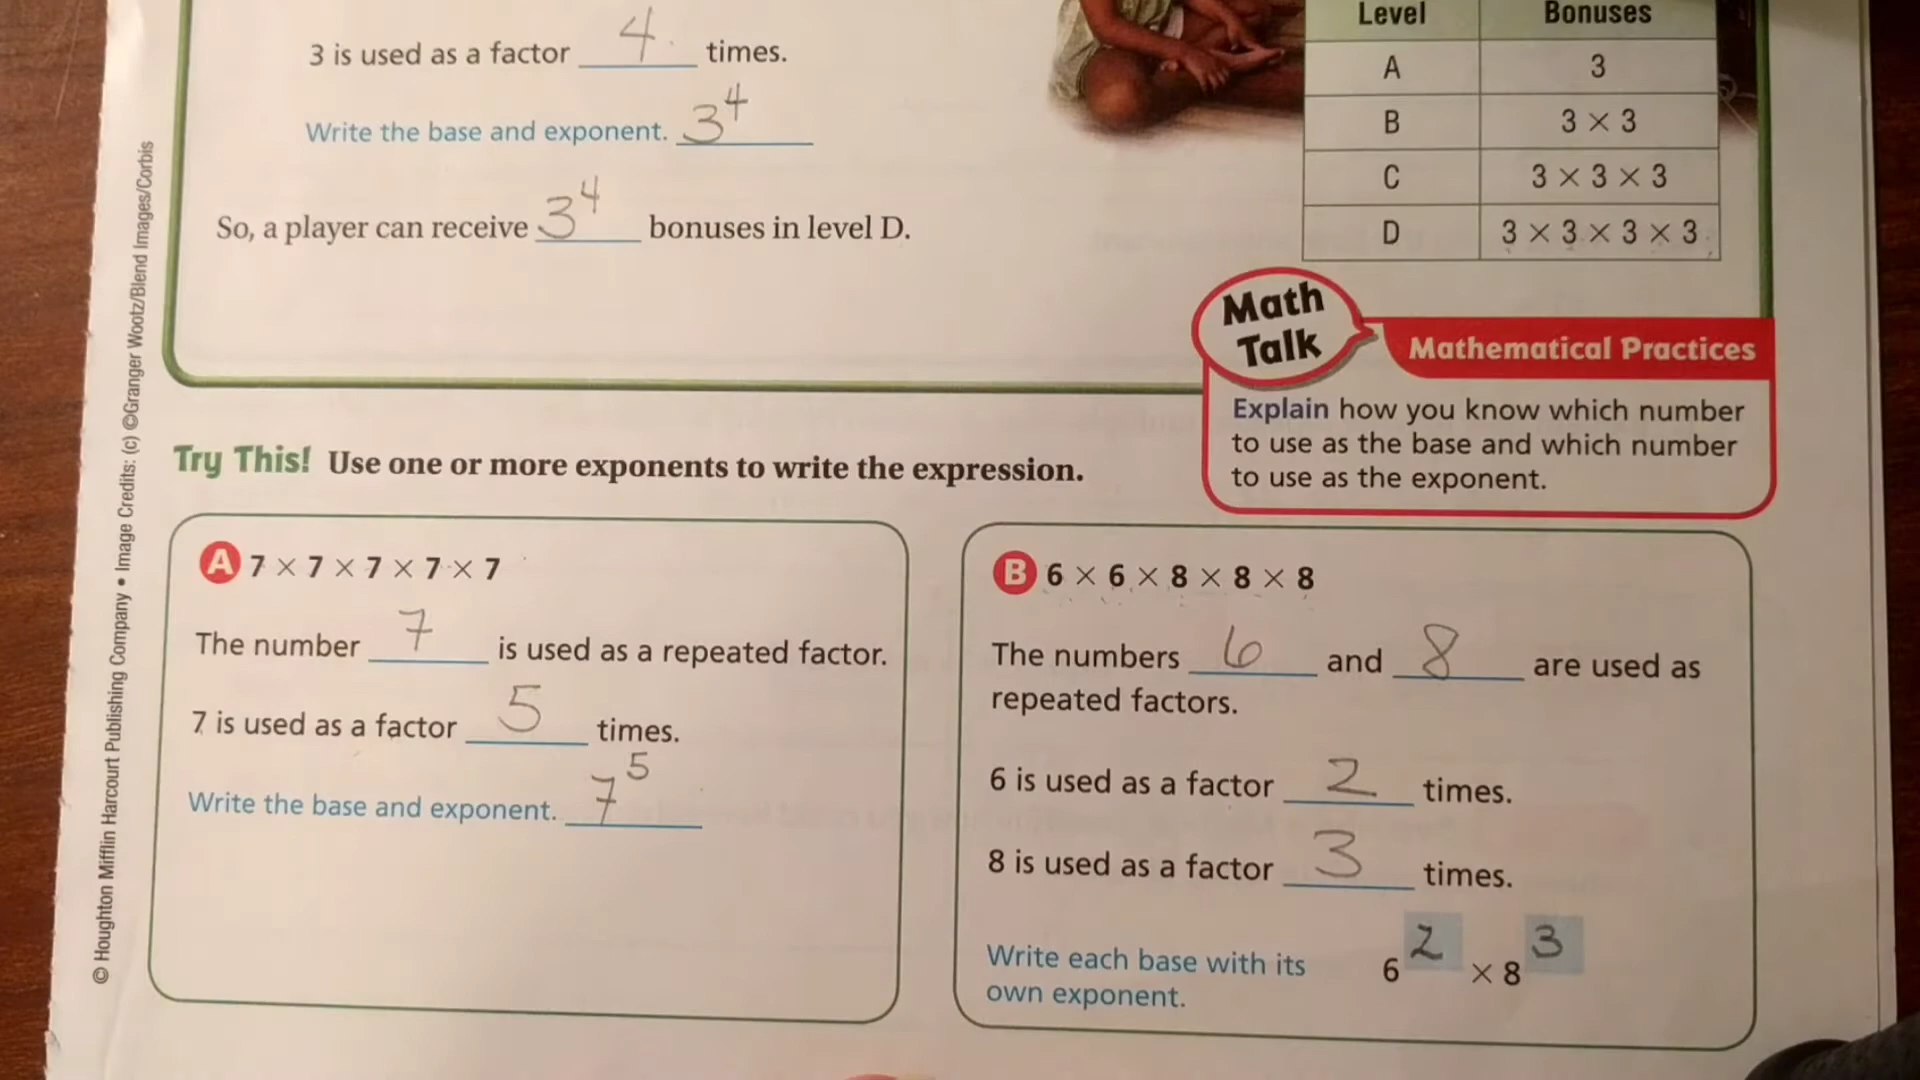 Level Bonuses
3 is used as a factor 4 times.
A 3
Write the base and exponent. 3⁴
B 3 × 3
C 3 × 3 × 3
So, a player can receive 3⁴ bonuses in level D.
D 3 × 3 × 3 × 3
Math
Talk
Mathematical Practices
Explain how you know which number
to use as the base and which number
to use as the exponent.
Try This! Use one or more exponents to write the expression.
A 7 × 7 × 7 × 7 × 7
The number 7 is used as a repeated factor.
7 is used as a factor 5 times.
Write the base and exponent. 7⁵
B 6 × 6 × 8 × 8 × 8
The numbers 6 and 8 are used as
repeated factors.
6 is used as a factor 2 times.
8 is used as a factor 3 times.
Write each base with its
own exponent.
6² × 8³
© Houghton Mifflin Harcourt Publishing Company • Image Credits: (c) ©Granger Wootz/Blend Images/Corbis